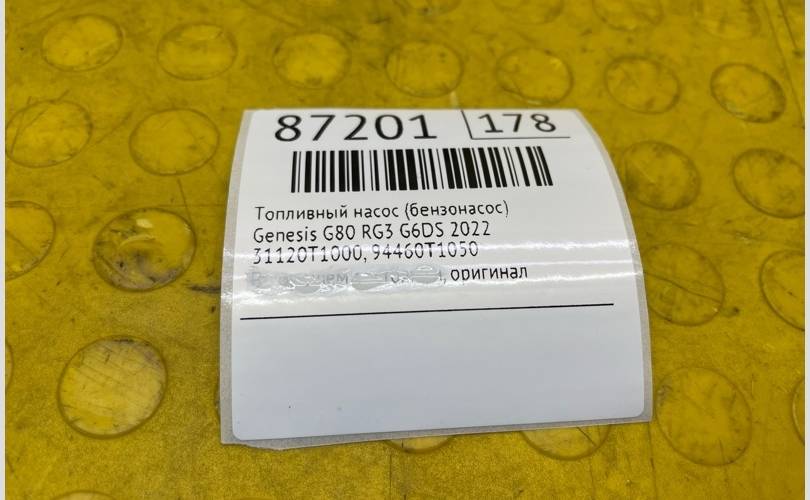 87201 178
Топливный насос (бензонасос)
Genesis G80 RG3 G6DS 2022
31120T1000, 94460T1050
оригинал